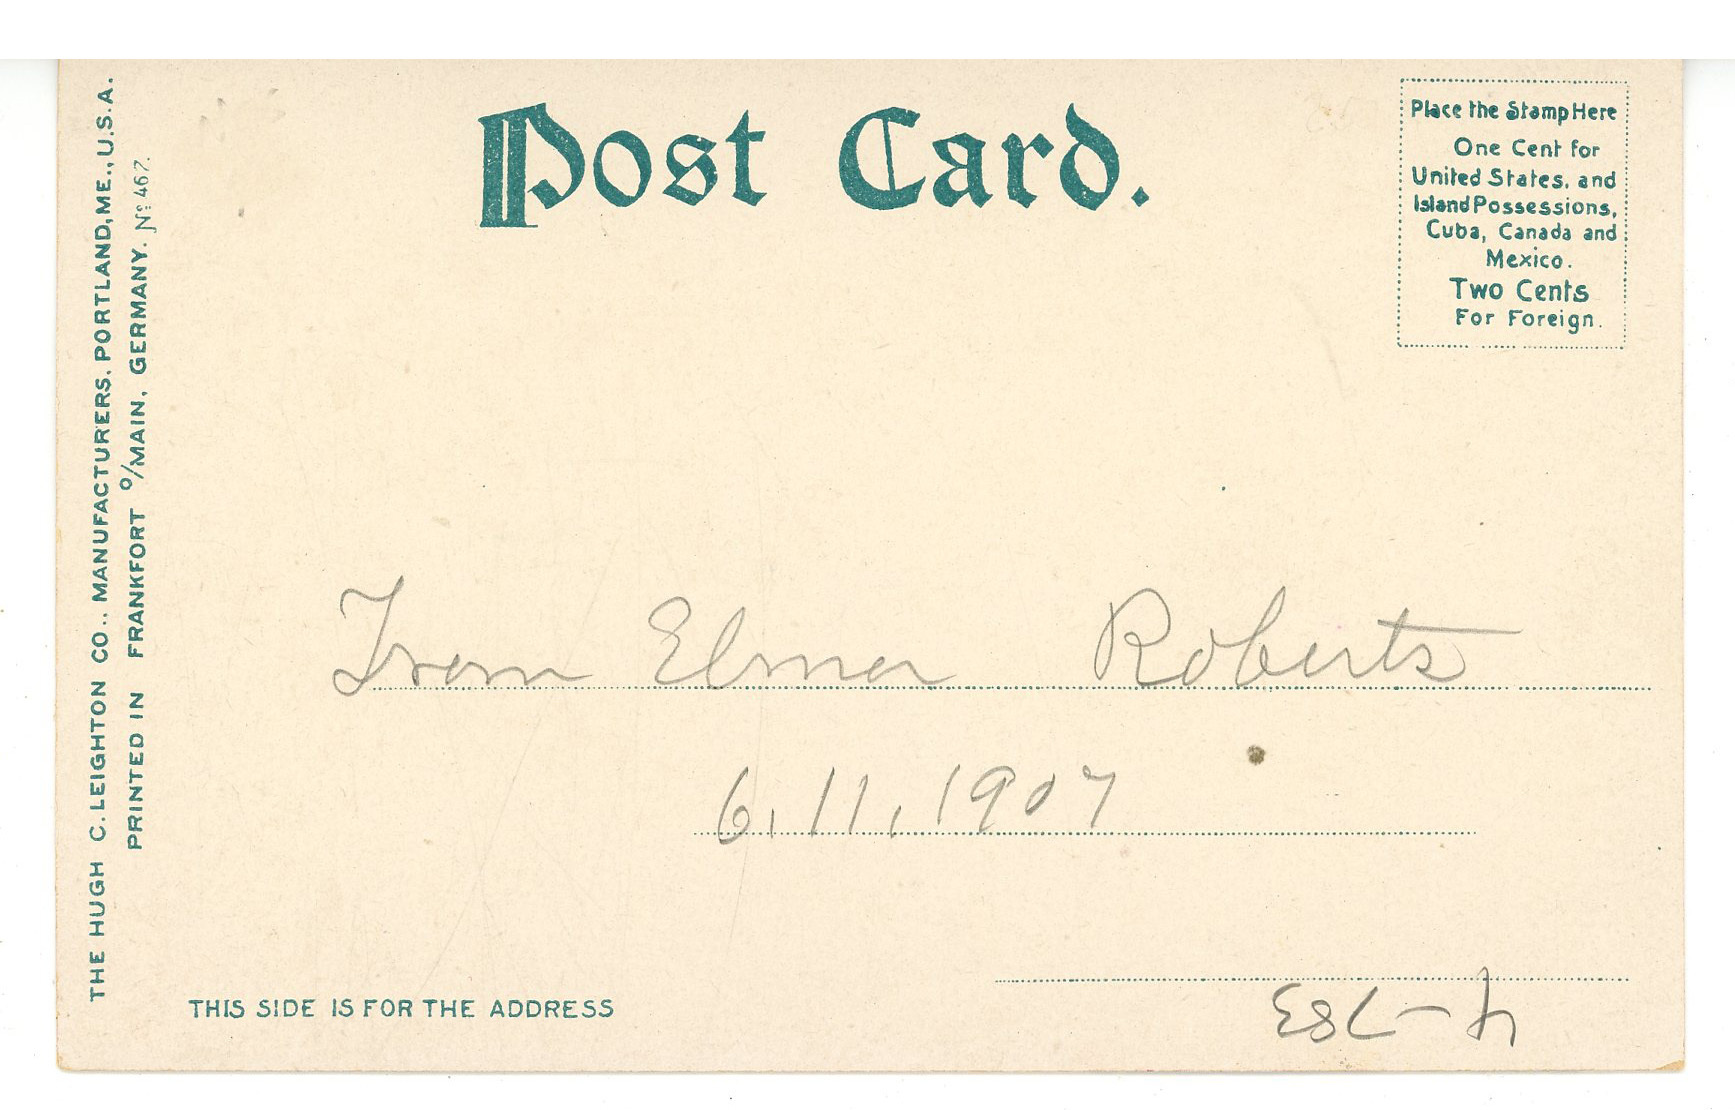 Post Card.
Place the Stamp Here
One Cent for
United States, and
Island Possessions,
Cuba, Canada and
Mexico.
Two Cents
For Foreign.
THE HUGH C. LEIGHTON CO., MANUFACTURERS, PORTLAND, ME., U.S.A.
PRINTED IN FRANKFORT O/MAIN, GERMANY. No 467.
From Elmer Roberts
6, 11, 1907
THIS SIDE IS FOR THE ADDRESS